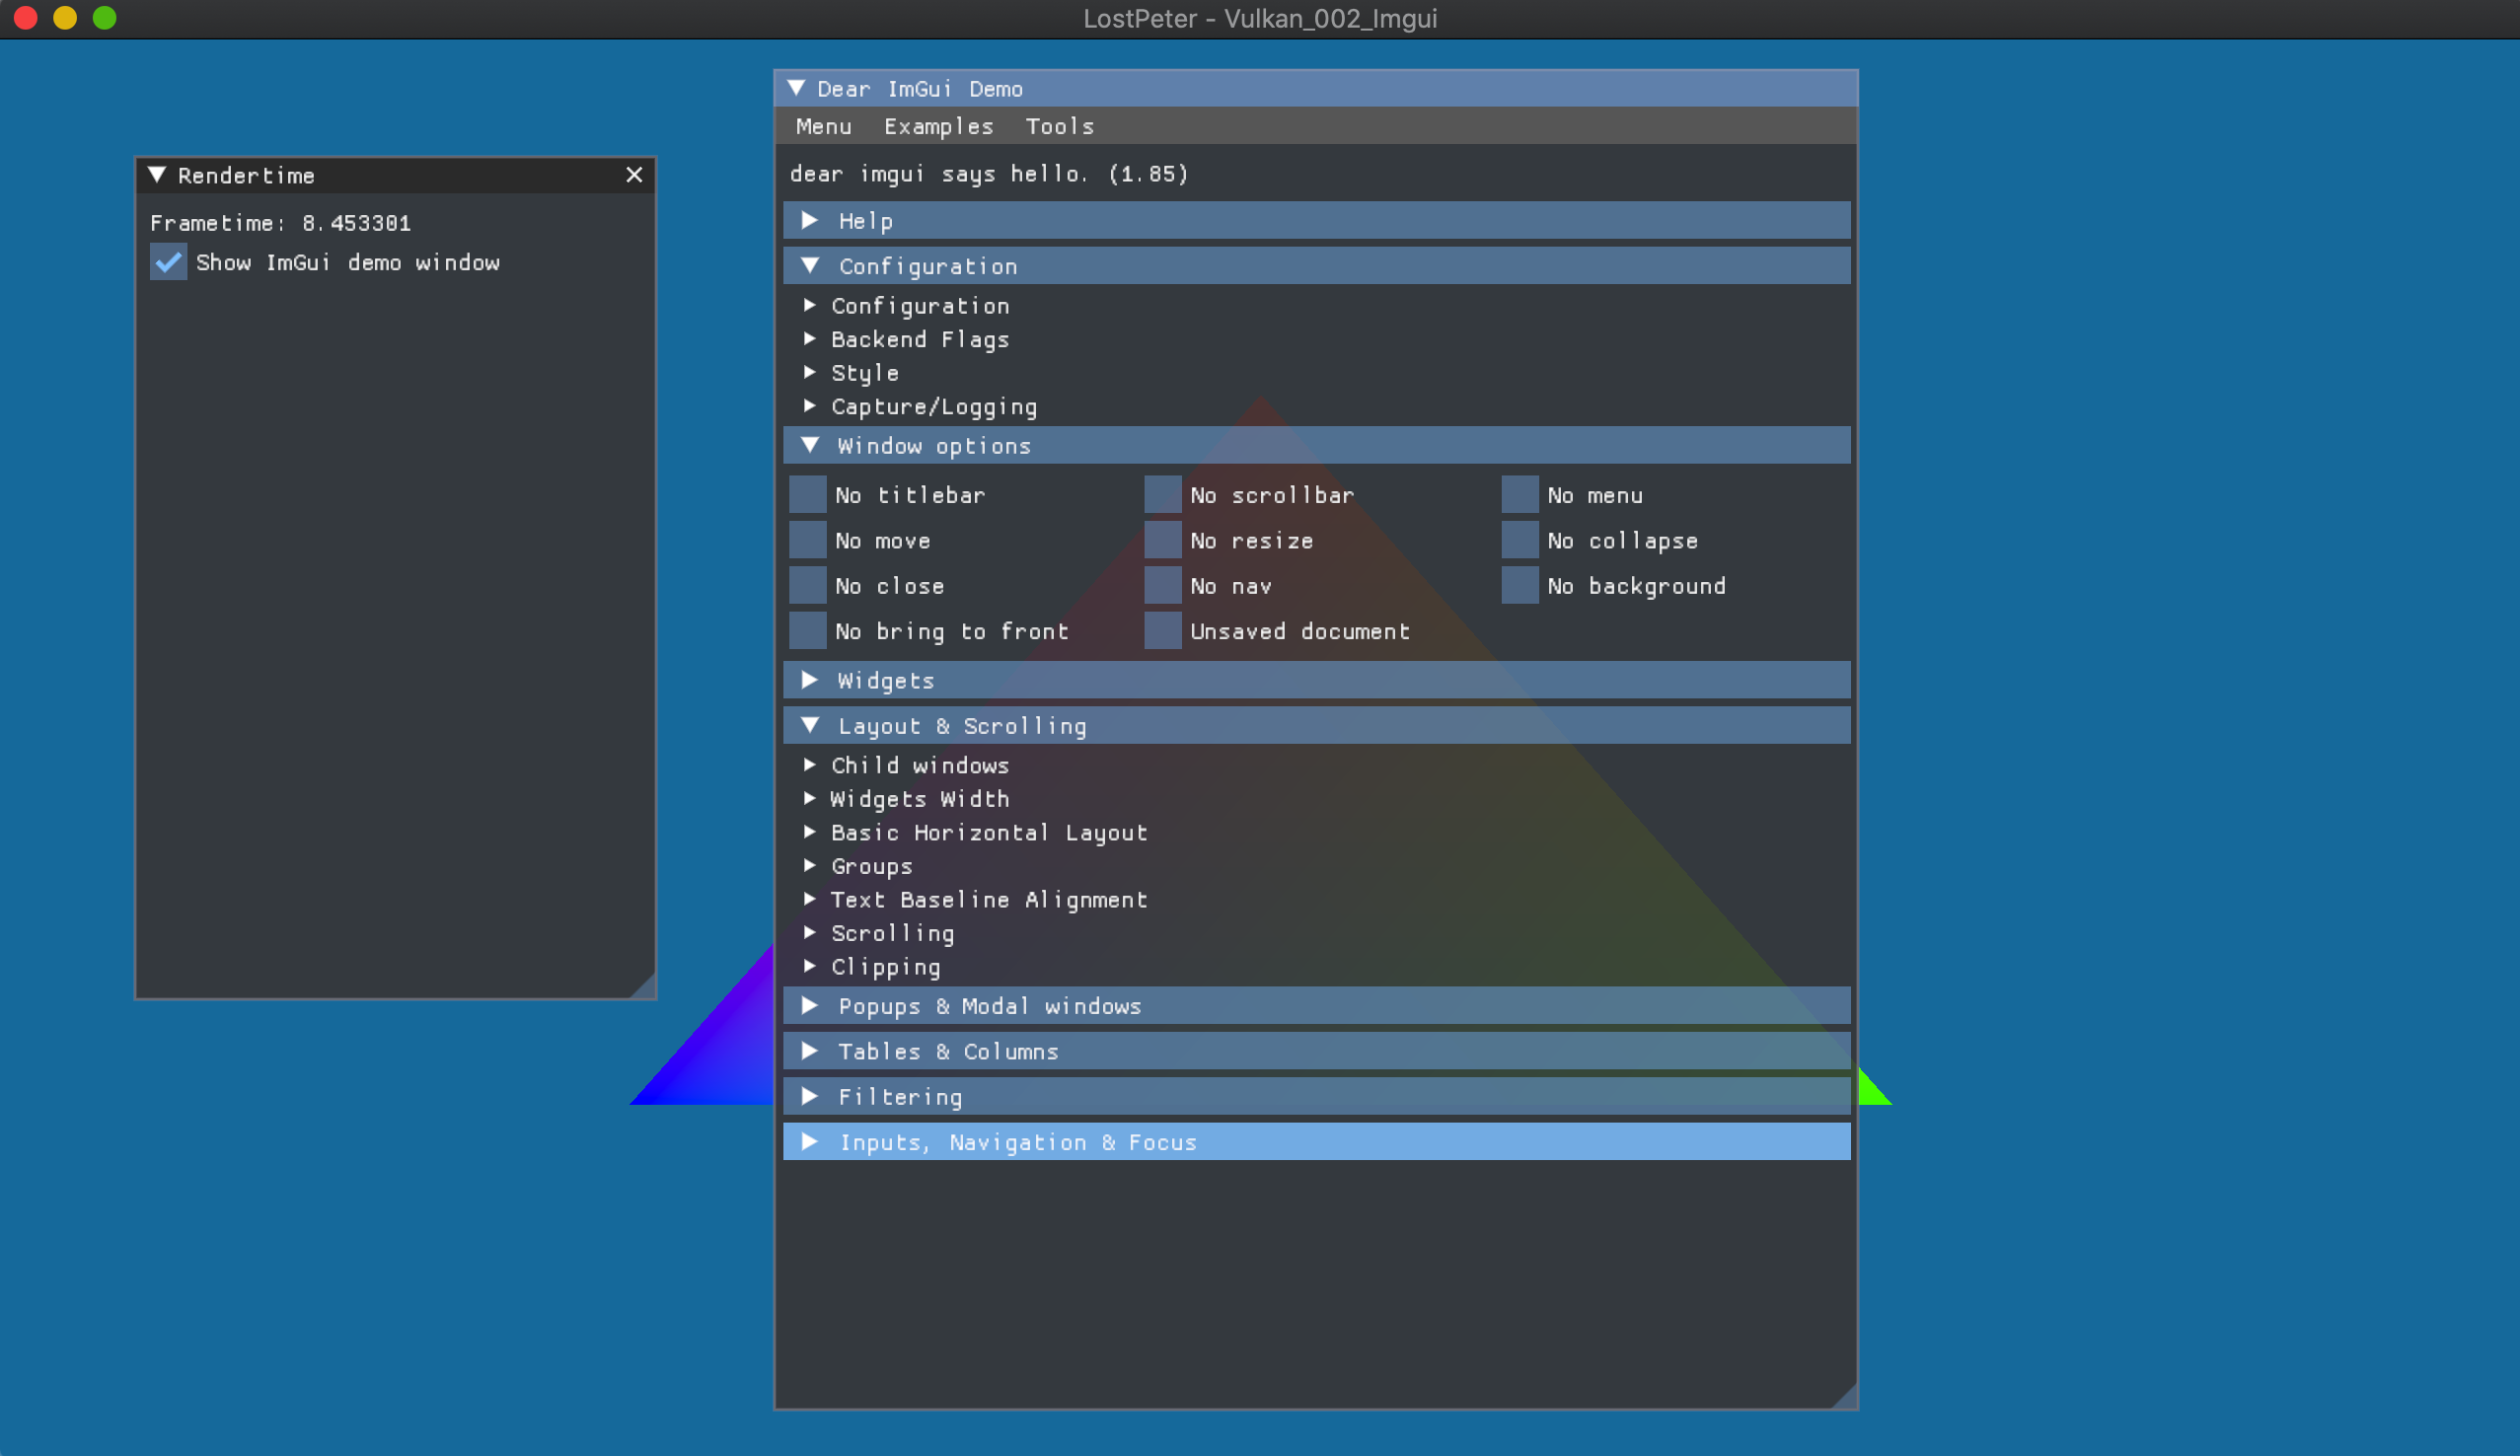 LostPeter - Vulkan_002_Imgui
Rendertime
Frametime: 8.453301
Show ImGui demo window
Dear ImGui Demo
Menu Examples Tools
dear imgui says hello. (1.85)
Help
Configuration
Configuration
Backend Flags
Style
Capture/Logging
Window options
No titlebar No scrollbar No menu
No move No resize No collapse
No close No nav No background
No bring to front Unsaved document
Widgets
Layout & Scrolling
Child windows
Widgets Width
Basic Horizontal Layout
Groups
Text Baseline Alignment
Scrolling
Clipping
Popups & Modal windows
Tables & Columns
Filtering
Inputs, Navigation & Focus